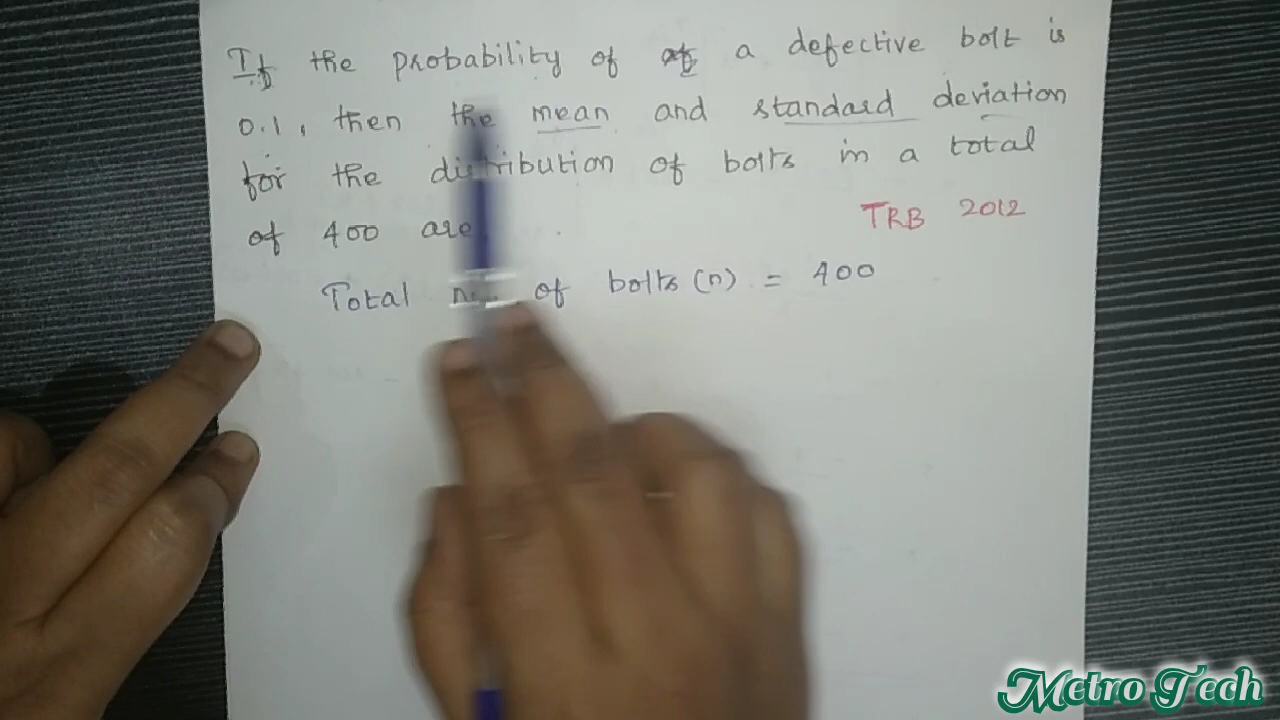 If the probability of of a defective bolt is
0.1, then the mean and standard deviation
for the distribution of bolts in a total
of 400 are
TRB 2012
Total of bolts (n) = 400
Metro Tech